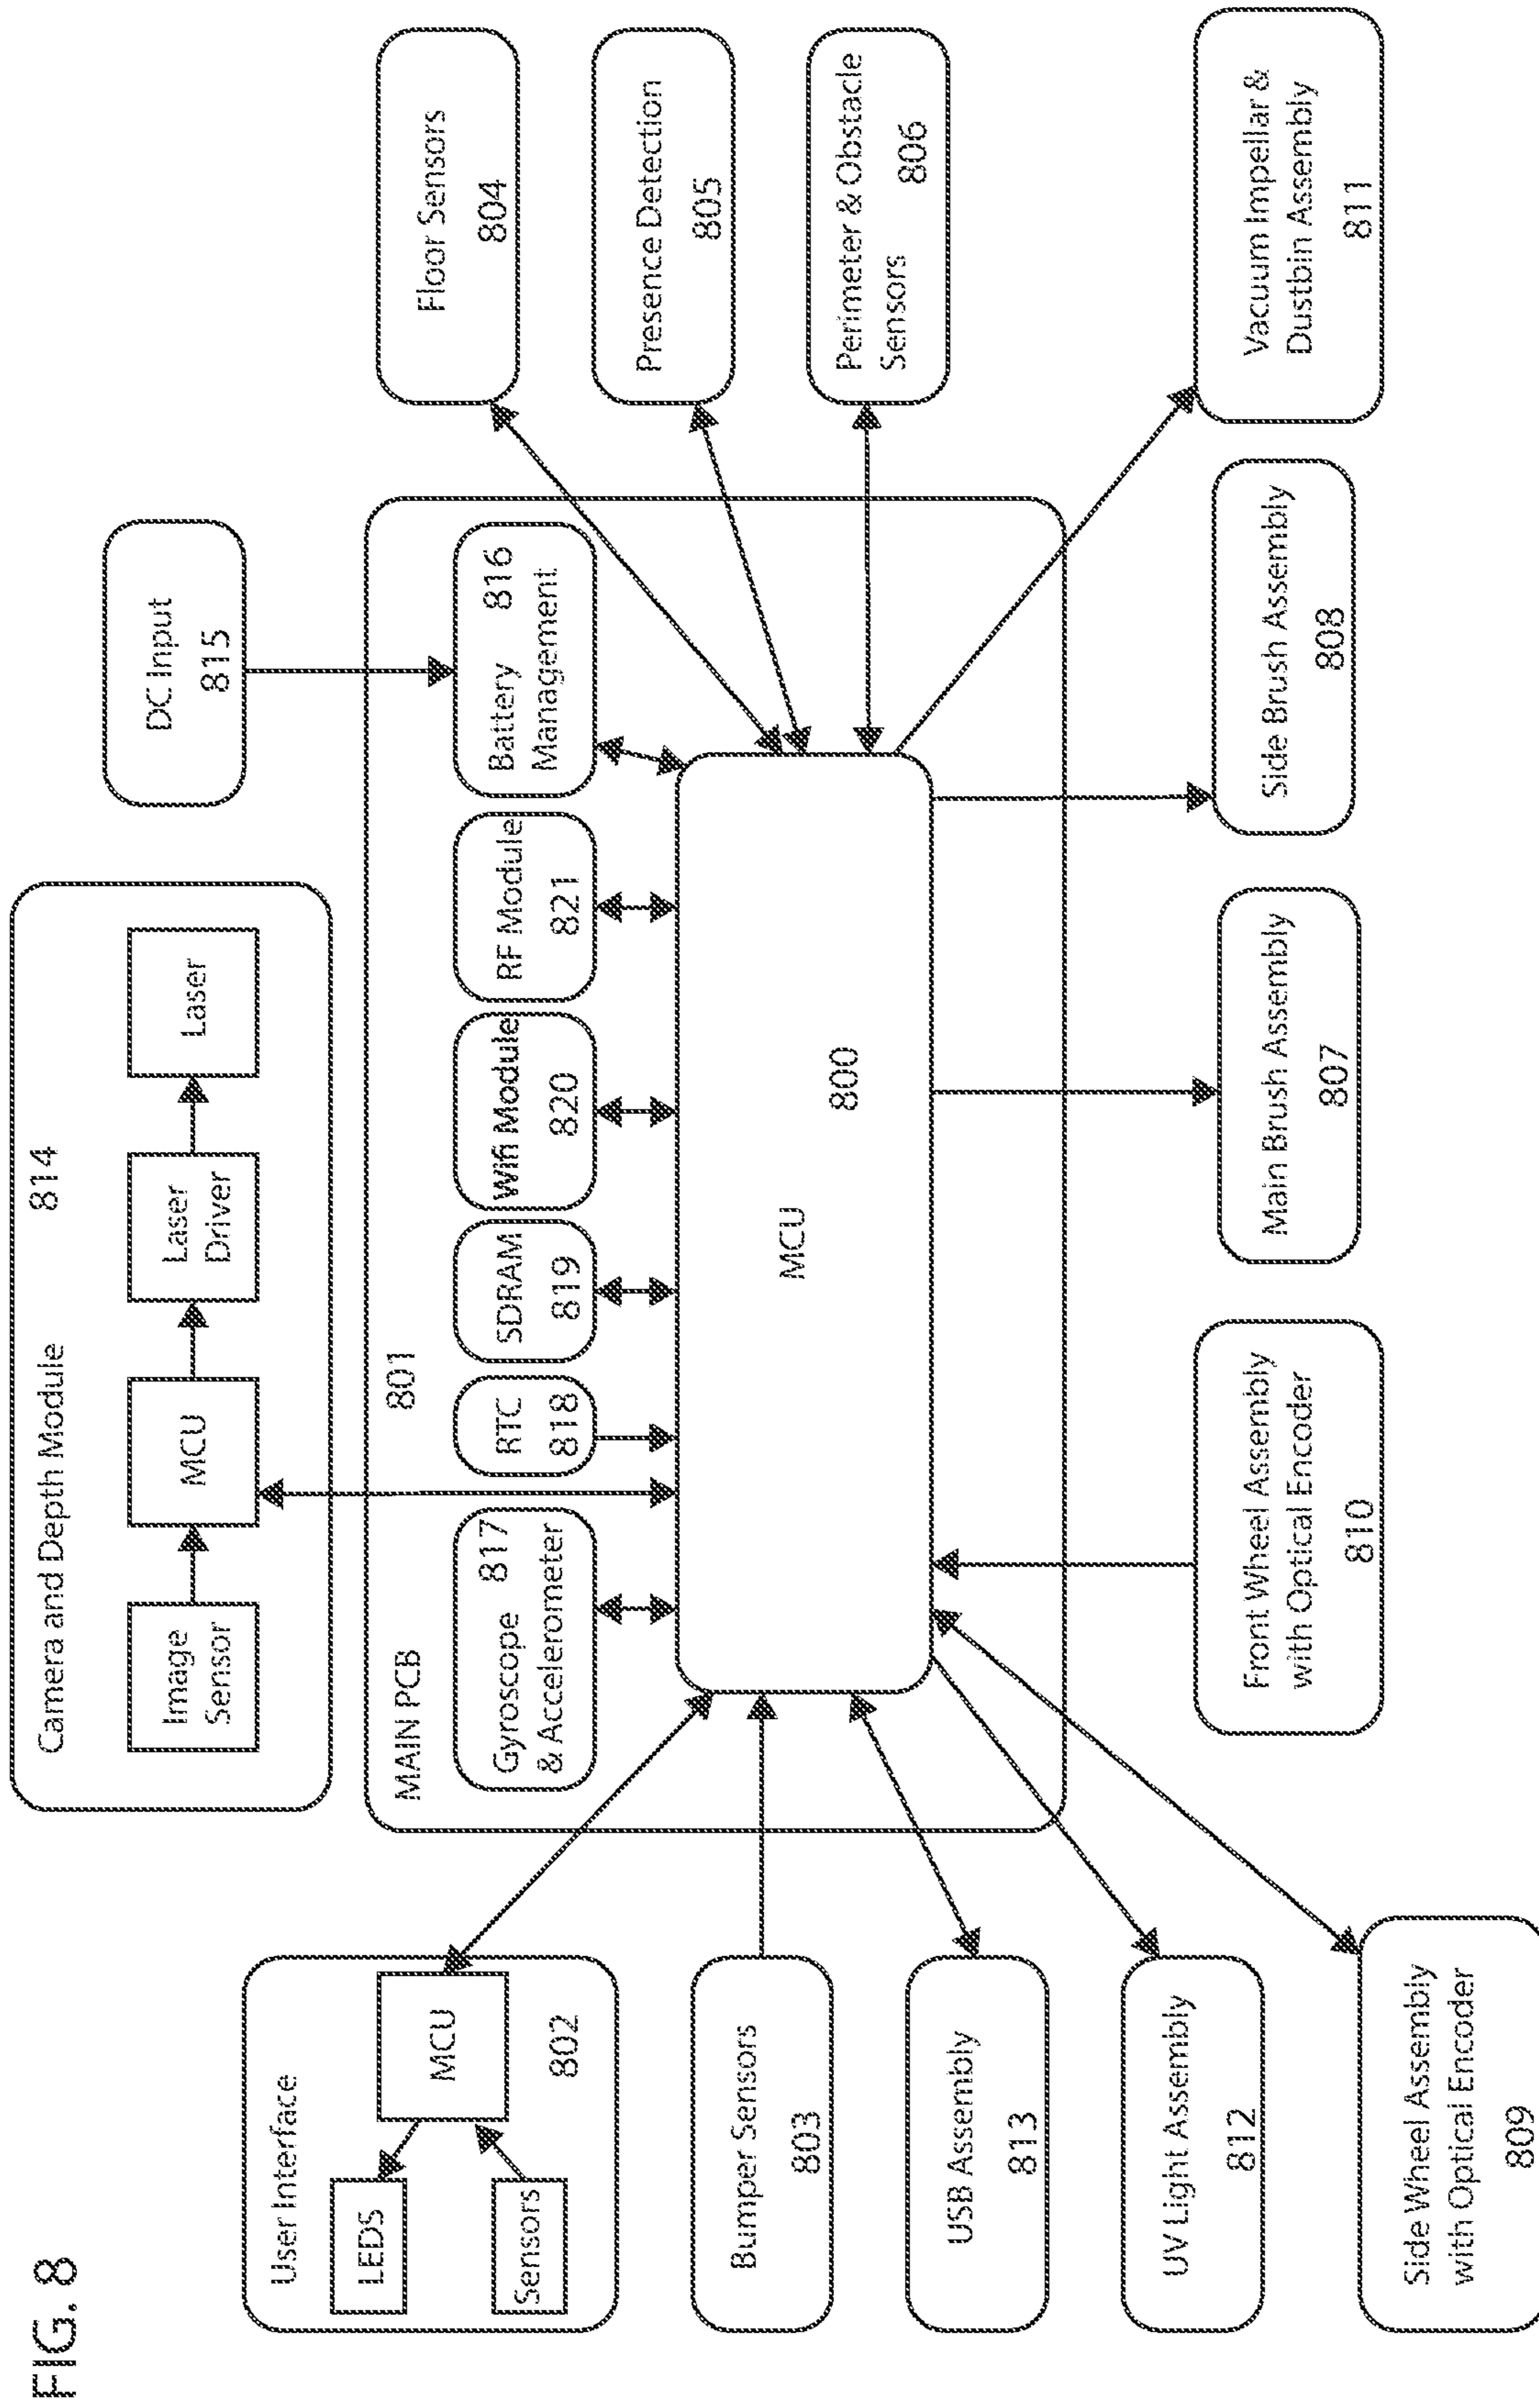 FIG. 8
Camera and Depth Module
814
Image
Sensor
MCU
Laser
Driver
Laser
DC Input
815
User Interface
LEDS
Sensors
MCU
802
MAIN PCB
801
Gyroscope 817
& Accelerometer
RTC
818
SDRAM
819
Wifi Module
820
RF Module
821
Battery 816
Management
MCU
800
Floor Sensors
804
Presence Detection
805
Perimeter & Obstacle
Sensors 806
Bumper Sensors
803
USB Assembly
813
UV Light Assembly
812
Side Wheel Assembly
with Optical Encoder
809
Front Wheel Assembly
with Optical Encoder
810
Main Brush Assembly
807
Side Brush Assembly
808
Vacuum Impellar &
Dustbin Assembly
811